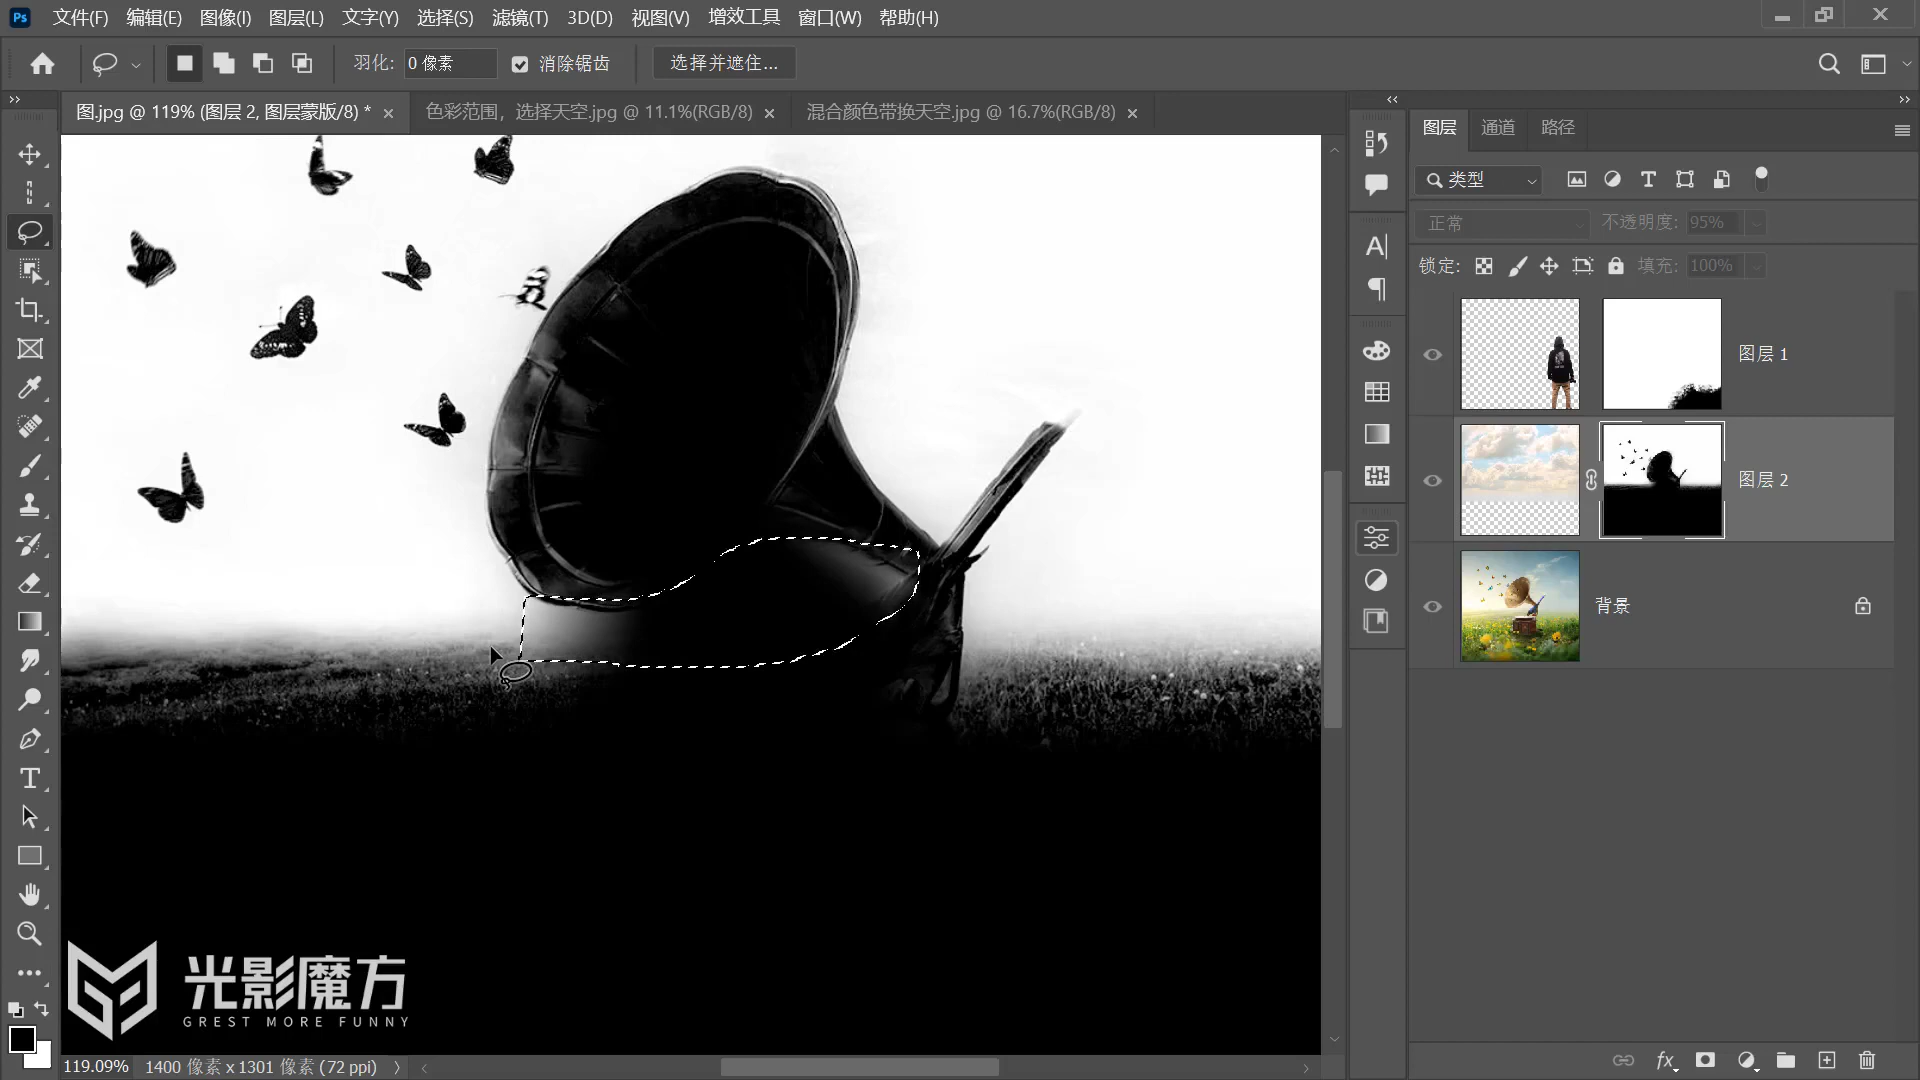 Ps 文件(F) 编辑(E) 图像(I) 图层(L) 文字(Y) 选择(S) 滤镜(T) 3D(D) 视图(V) 增效工具 窗口(W) 帮助(H)
羽化: 0 像素 消除锯齿 选择并遮住...
图.jpg @ 119% (图层 2, 图层蒙版/8) * 色彩范围，选择天空.jpg @ 11.1%(RGB/8) 混合颜色带换天空.jpg @ 16.7%(RGB/8)
图层 通道 路径
类型
正常 不透明度: 95%
锁定: 填充: 100%
图层 1
图层 2
背景
光影魔方
GREST MORE FUNNY
119.09% 1400 像素 x 1301 像素 (72 ppi)